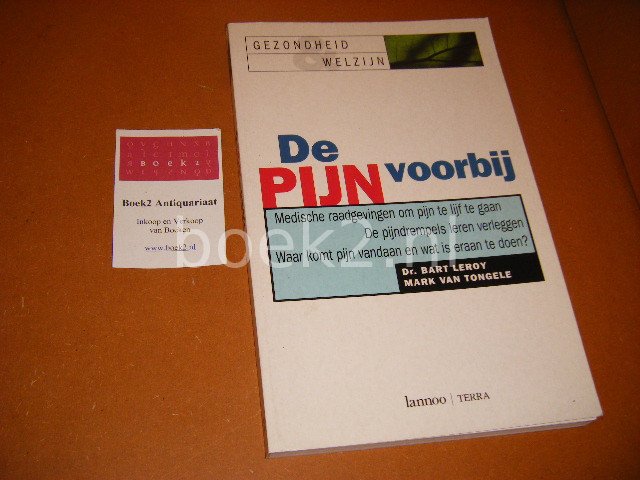 GEZONDHEID
& WELZIJN
De
PIJN voorbij
Medische raadgevingen om pijn te lijf te gaan
De pijndrempels leren verleggen
Waar komt pijn vandaan en wat is eraan te doen?
Dr. BART LEROY
MARK VAN TONGELE
lannoo | TERRA
BOEK2
Boek2 Antiquariaat
Inkoop en Verkoop
van Boeken
www.boek2.nl
boek2.nl